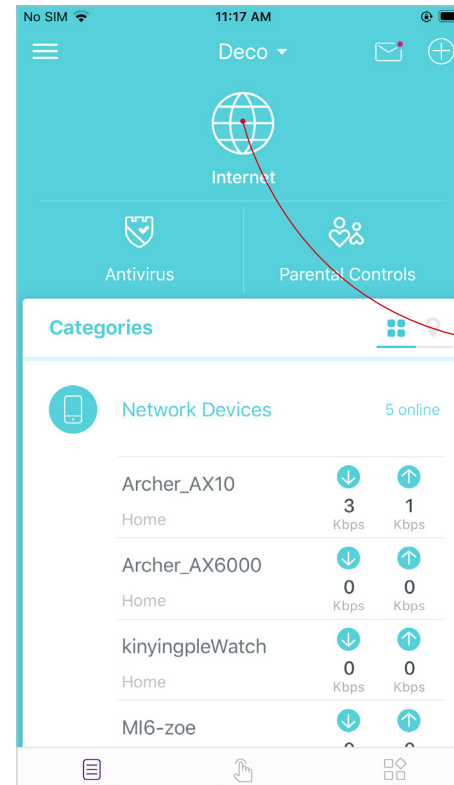 No SIM 11:17 AM
Deco
Internet
Antivirus Parental Controls
Categories
Network Devices 5 online
Archer_AX10
3 1
Home Kbps Kbps
Archer_AX6000
0 0
Home Kbps Kbps
kinyingpleWatch
0 0
Home Kbps Kbps
MI6-zoe